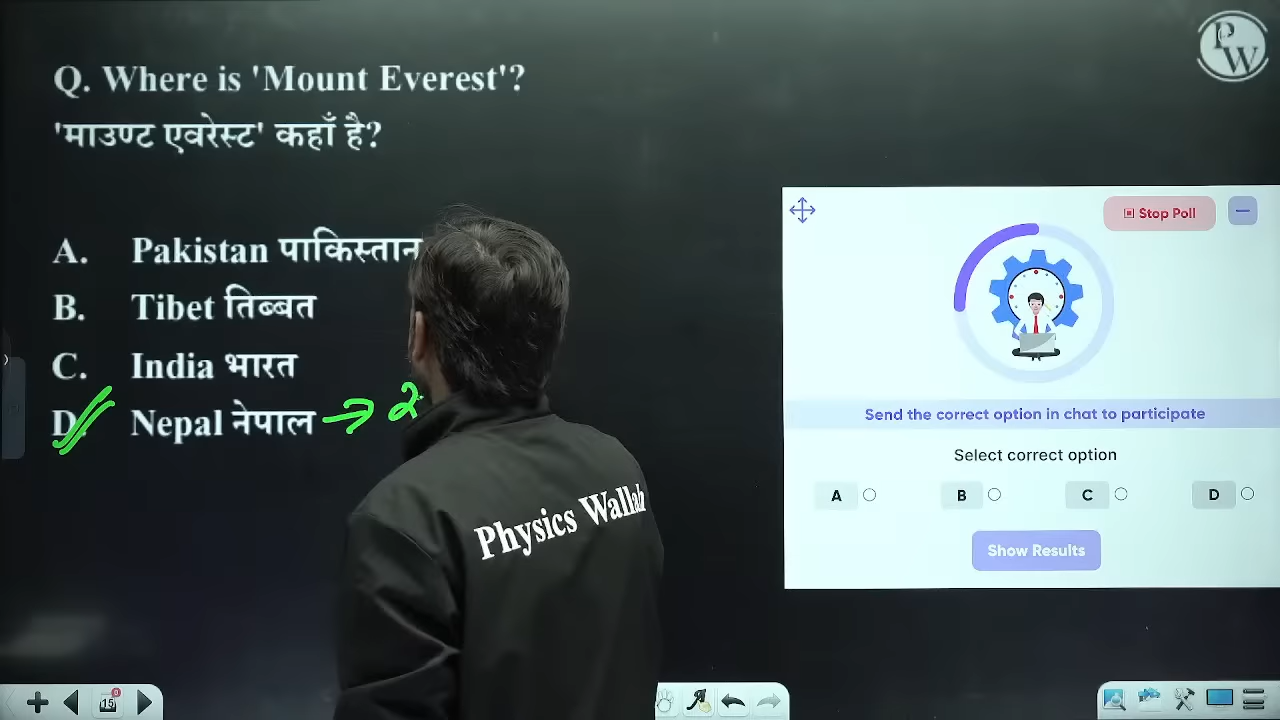 PW
Q. Where is 'Mount Everest'?
'माउण्ट एवरेस्ट' कहाँ है?
A. Pakistan पाकिस्तान
B. Tibet तिब्बत
C. India भारत
D. Nepal नेपाल →
Physics Wallah
Stop Poll
Send the correct option in chat to participate
Select correct option
A B C D
Show Results
15